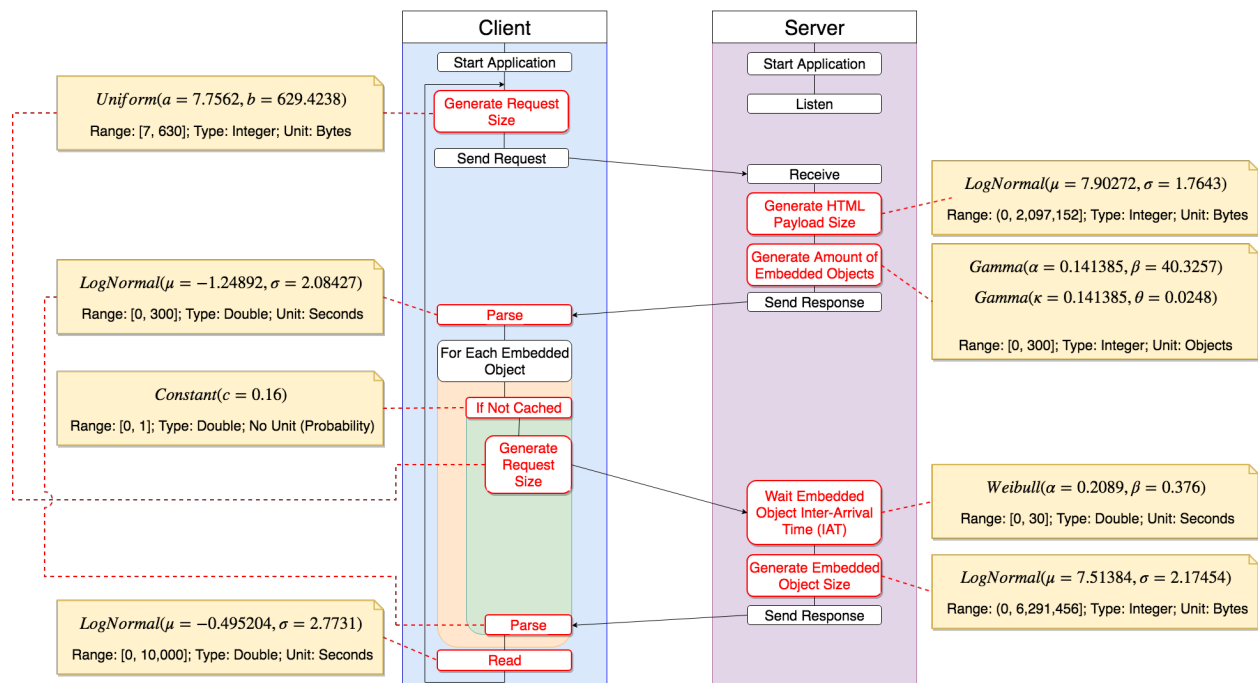 Client
Server
Start Application
Start Application
Uniform(a = 7.7562, b = 629.4238)
Range: [7, 630]; Type: Integer; Unit: Bytes
Generate Request
Size
Listen
Send Request
Receive
LogNormal(μ = 7.90272, σ = 1.7643)
Range: (0, 2,097,152]; Type: Integer; Unit: Bytes
Generate HTML
Payload Size
Generate Amount of
Embedded Objects
Gamma(α = 0.141385, β = 40.3257)
Gamma(κ = 0.141385, θ = 0.0248)
Range: [0, 300]; Type: Integer; Unit: Objects
LogNormal(μ = −1.24892, σ = 2.08427)
Range: [0, 300]; Type: Double; Unit: Seconds
Send Response
Parse
For Each Embedded
Object
Constant(c = 0.16)
Range: [0, 1]; Type: Double; No Unit (Probability)
If Not Cached
Generate
Request
Size
Wait Embedded
Object Inter-Arrival
Time (IAT)
Weibull(α = 0.2089, β = 0.376)
Range: [0, 30]; Type: Double; Unit: Seconds
Generate Embedded
Object Size
LogNormal(μ = 7.51384, σ = 2.17454)
Range: (0, 6,291,456]; Type: Integer; Unit: Bytes
Send Response
Parse
LogNormal(μ = −0.495204, σ = 2.7731)
Range: [0, 10,000]; Type: Double; Unit: Seconds
Read